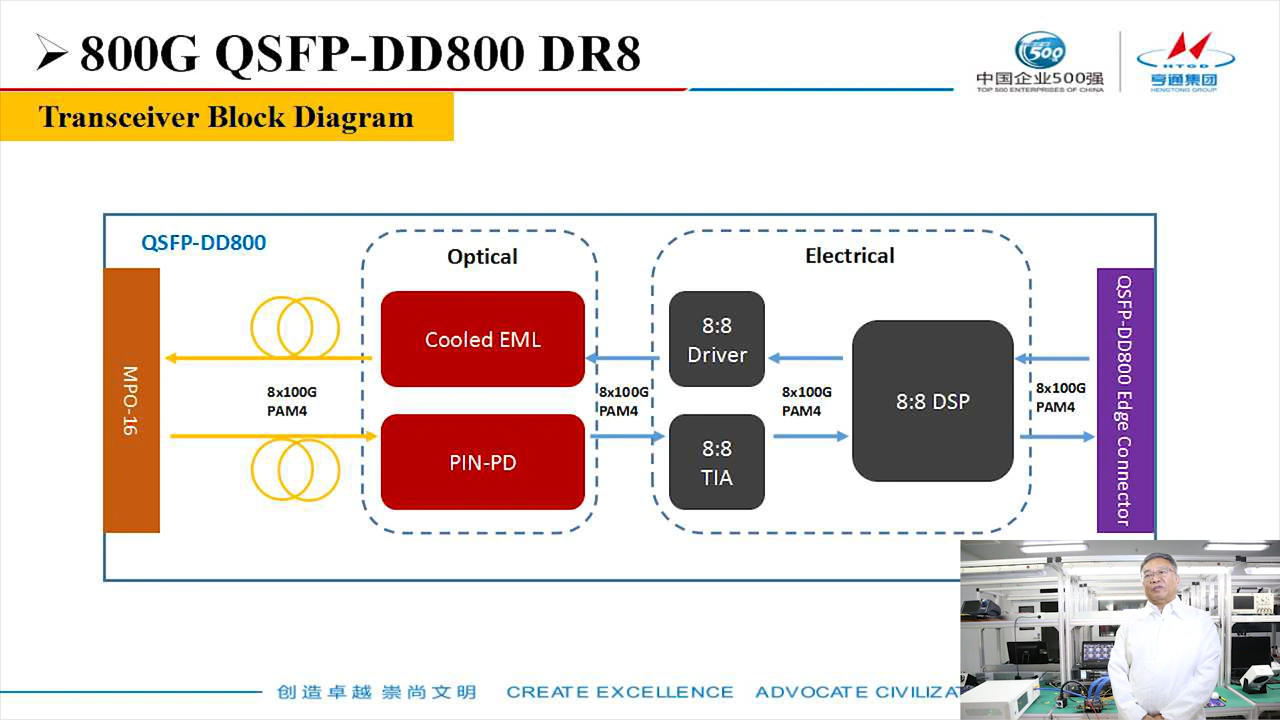 800G QSFP-DD800 DR8
中国企业500强
TOP 500 ENTERPRISES OF CHINA
HTGD
亨通集团
HENGTONG GROUP
Transceiver Block Diagram
QSFP-DD800
Optical
Electrical
MPO-16
8x100G
PAM4
Cooled EML
PIN-PD
8x100G
PAM4
8:8
Driver
8:8
TIA
8x100G
PAM4
8:8 DSP
8x100G
PAM4
QSFP-DD800 Edge Connector
创造卓越 崇尚文明 CREATE EXCELLENCE ADVOCATE